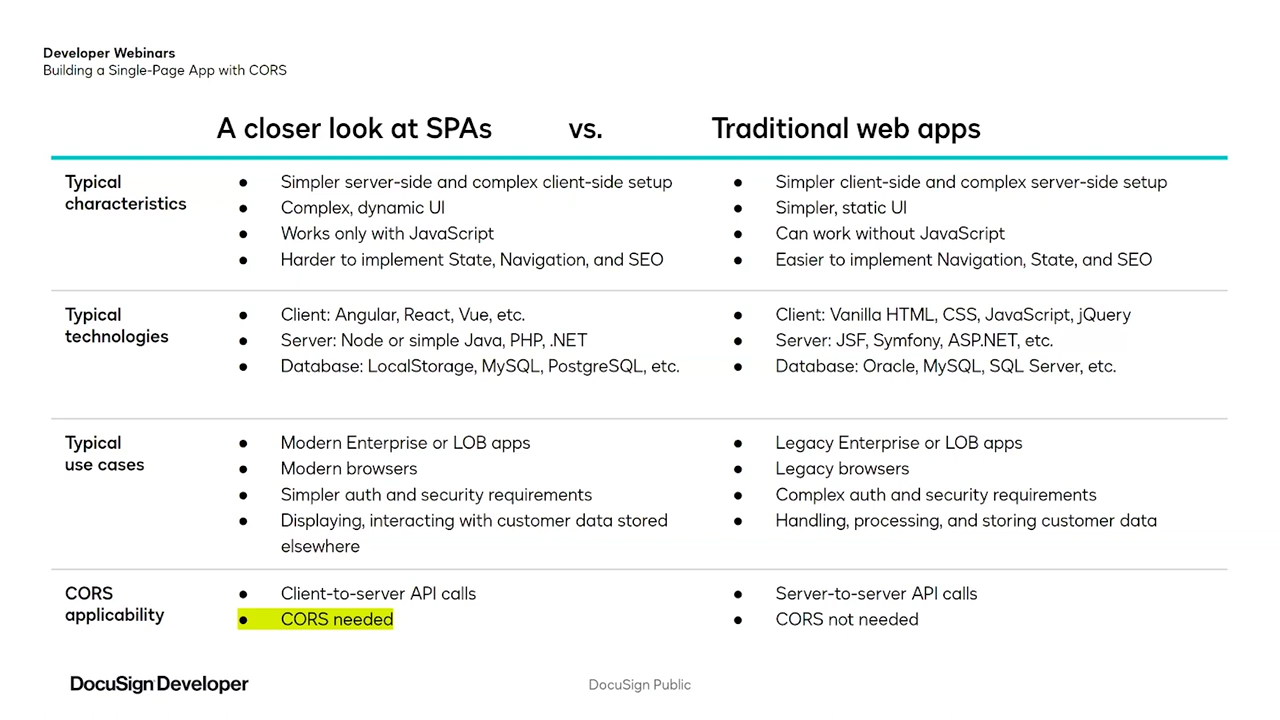 Developer Webinars
Building a Single-Page App with CORS
A closer look at SPAs vs. Traditional web apps
Typical
characteristics
● Simpler server-side and complex client-side setup
● Complex, dynamic UI
● Works only with JavaScript
● Harder to implement State, Navigation, and SEO
● Simpler client-side and complex server-side setup
● Simpler, static UI
● Can work without JavaScript
● Easier to implement Navigation, State, and SEO
Typical
technologies
● Client: Angular, React, Vue, etc.
● Server: Node or simple Java, PHP, .NET
● Database: LocalStorage, MySQL, PostgreSQL, etc.
● Client: Vanilla HTML, CSS, JavaScript, jQuery
● Server: JSF, Symfony, ASP.NET, etc.
● Database: Oracle, MySQL, SQL Server, etc.
Typical
use cases
● Modern Enterprise or LOB apps
● Modern browsers
● Simpler auth and security requirements
● Displaying, interacting with customer data stored
elsewhere
● Legacy Enterprise or LOB apps
● Legacy browsers
● Complex auth and security requirements
● Handling, processing, and storing customer data
CORS
applicability
● Client-to-server API calls
● CORS needed
● Server-to-server API calls
● CORS not needed
DocuSign Developer
DocuSign Public